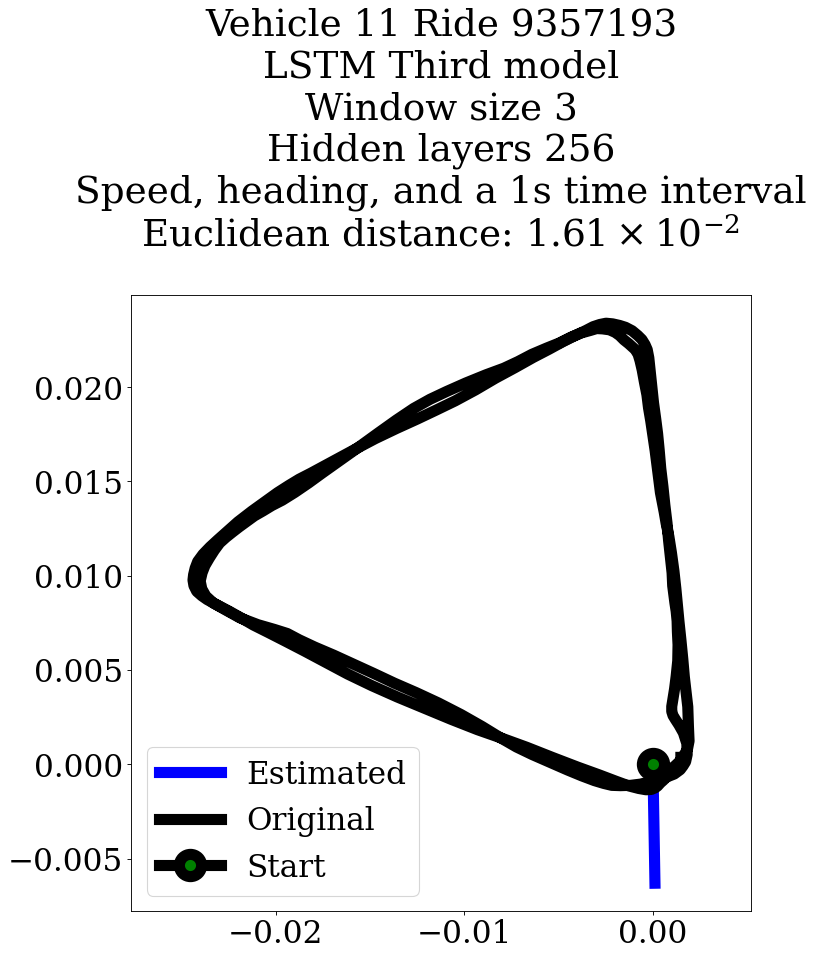 Vehicle 11 Ride 9357193
LSTM Third model
Window size 3
Hidden layers 256
Speed, heading, and a 1s time interval
Euclidean distance: 1.61 × 10⁻²
0.020
0.015
0.010
0.005
0.000
−0.005
Estimated
Original
Start
−0.02
−0.01
0.00